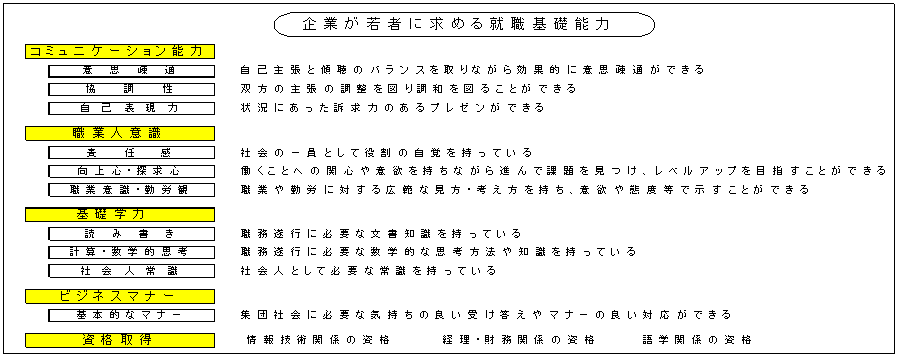 企業が若者に求める就職基礎能力
コミュニケーション能力
意思疎通 自己主張と傾聴のバランスを取りながら効果的に意思疎通ができる
協調性 双方の主張の調整を図り調和を図ることができる
自己表現力 状況にあった訴求力のあるプレゼンができる
職業人意識
責任感 社会の一員として役割の自覚を持っている
向上心・探求心 働くことへの関心や意欲を持ちながら進んで課題を見つけ、レベルアップを目指すことができる
職業意識・勤労観 職業や勤労に対する広範な見方・考え方を持ち、意欲や態度等で示すことができる
基礎学力
読み書き 職務遂行に必要な文書知識を持っている
計算・数学的思考 職務遂行に必要な数学的な思考方法や知識を持っている
社会人常識 社会人として必要な常識を持っている
ビジネスマナー
基本的なマナー 集団社会に必要な気持ちの良い受け答えやマナーの良い対応ができる
資格取得 情報技術関係の資格 経理・財務関係の資格 語学関係の資格